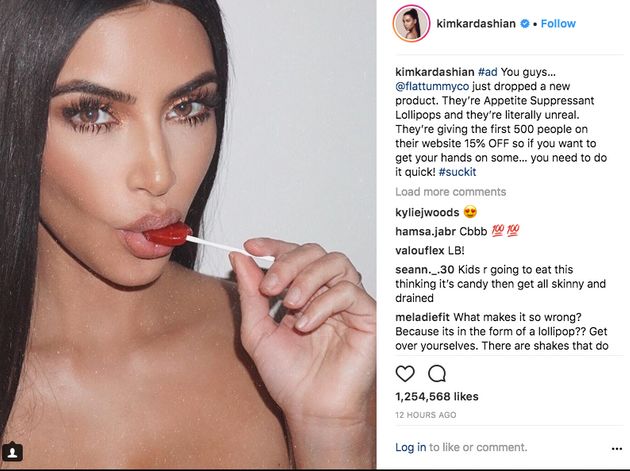 kimkardashian • Follow
kimkardashian #ad You guys...
@flattummyco just dropped a new
product. They're Appetite Suppressant
Lollipops and they're literally unreal.
They're giving the first 500 people on
their website 15% OFF so if you want to
get your hands on some... you need to do
it quick! #suckit
Load more comments
kyliejwoods 😍
hamsa.jabr Cbbb 💯 💯
valouflex LB!
seann._.30 Kids r going to eat this
thinking it's candy then get all skinny and
drained
meladiefit What makes it so wrong?
Because its in the form of a lollipop?? Get
over yourselves. There are shakes that do
1,254,568 likes
12 HOURS AGO
Log in to like or comment.